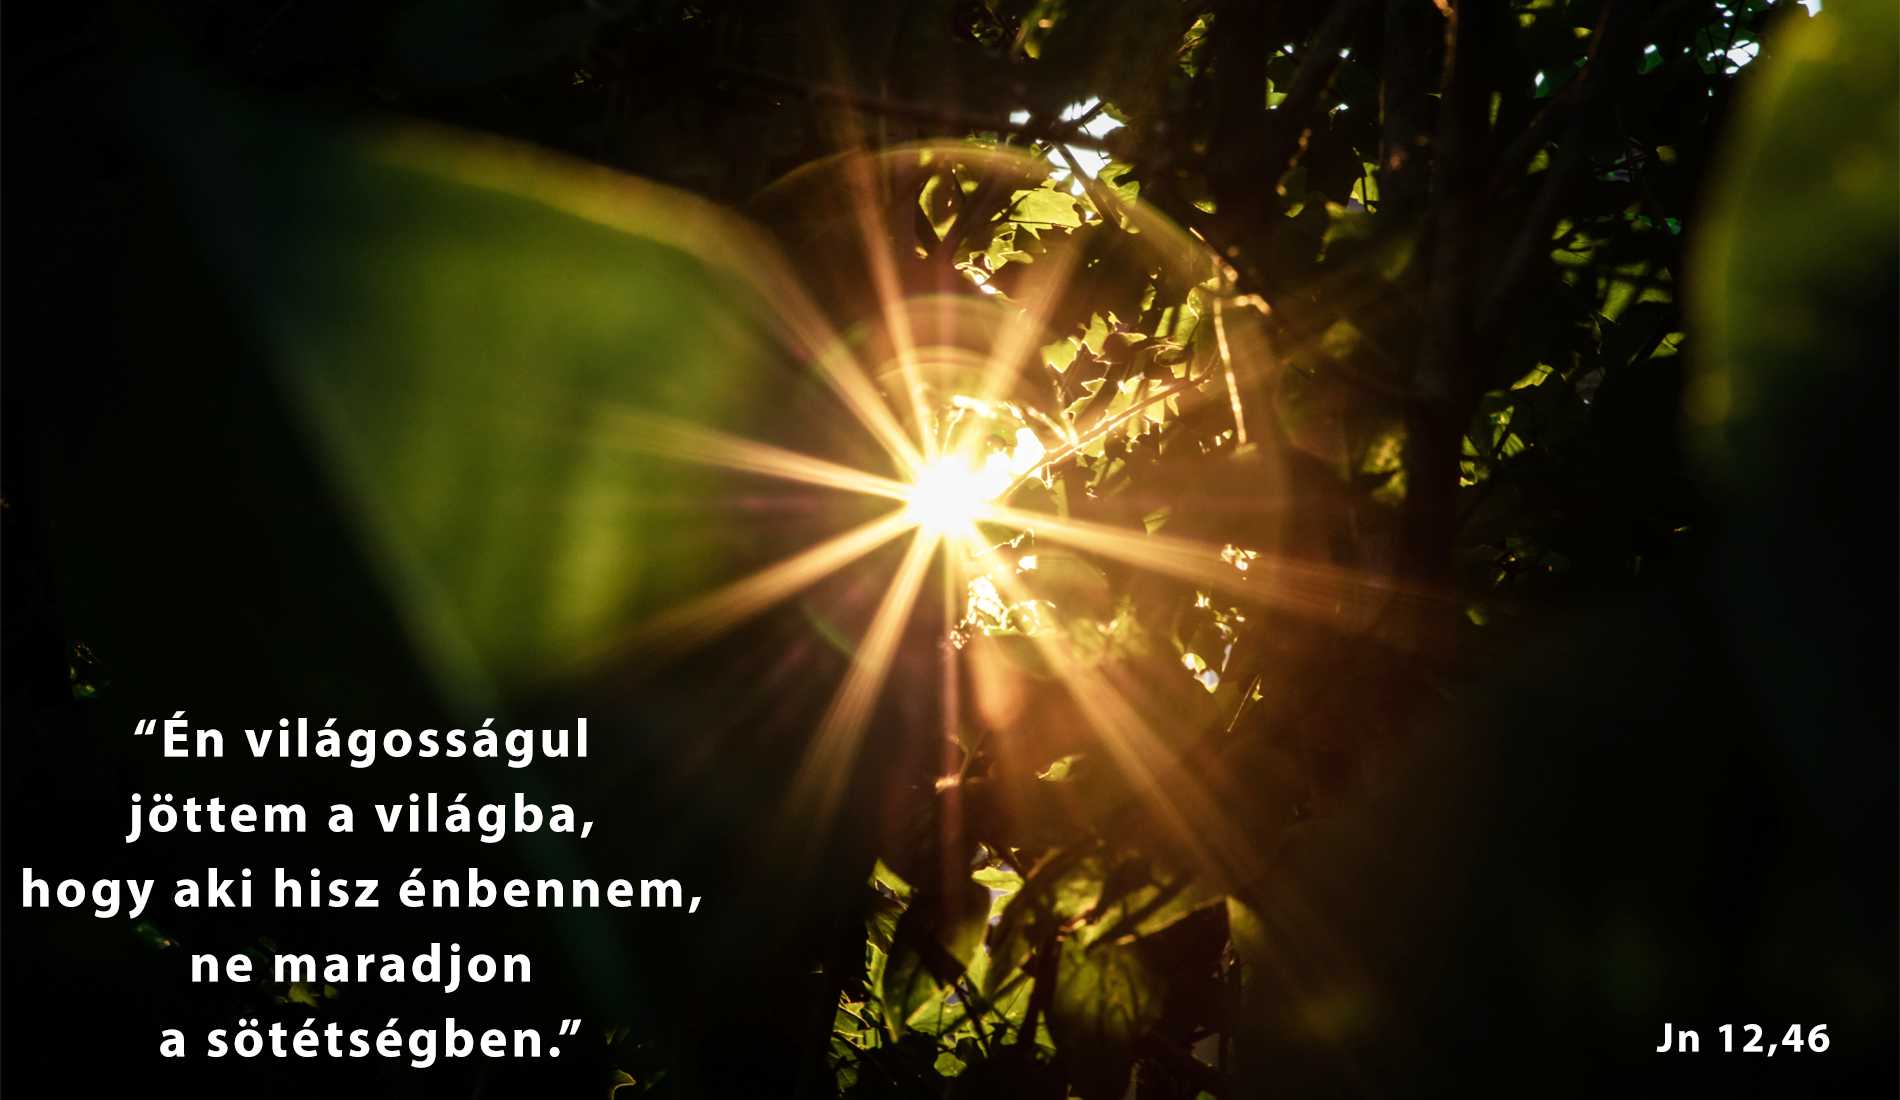 “Én világosságul
jöttem a világba,
hogy aki hisz énbennem,
ne maradjon
a sötétségben.”
Jn 12,46